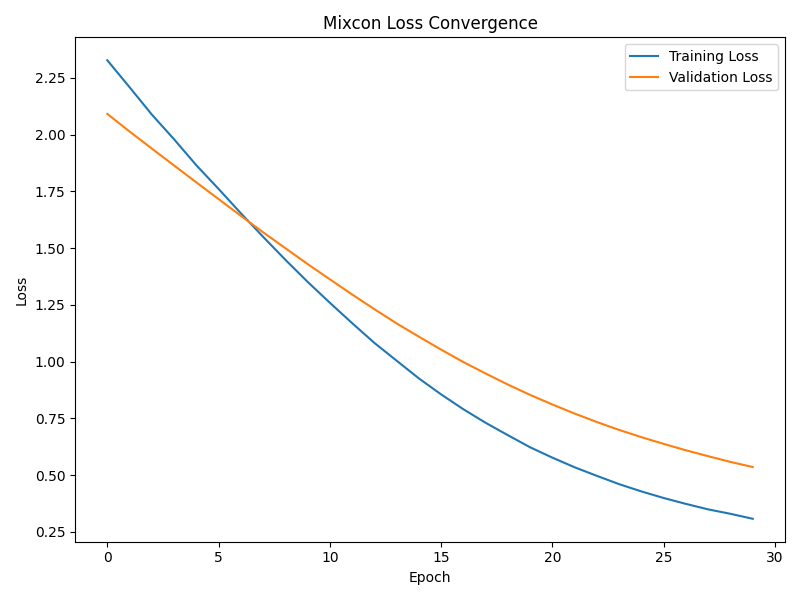 Mixcon Loss Convergence
Training Loss
Validation Loss
2.25
2.00
1.75
1.50
1.25
1.00
0.75
0.50
0.25
Loss
0 5 10 15 20 25 30
Epoch